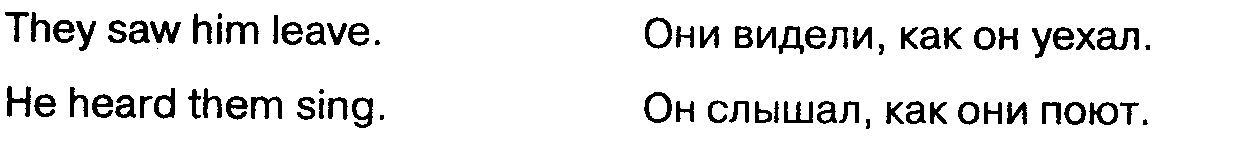 They saw him leave. Они видели, как он уехал.
He heard them sing. Он слышал, как они поют.